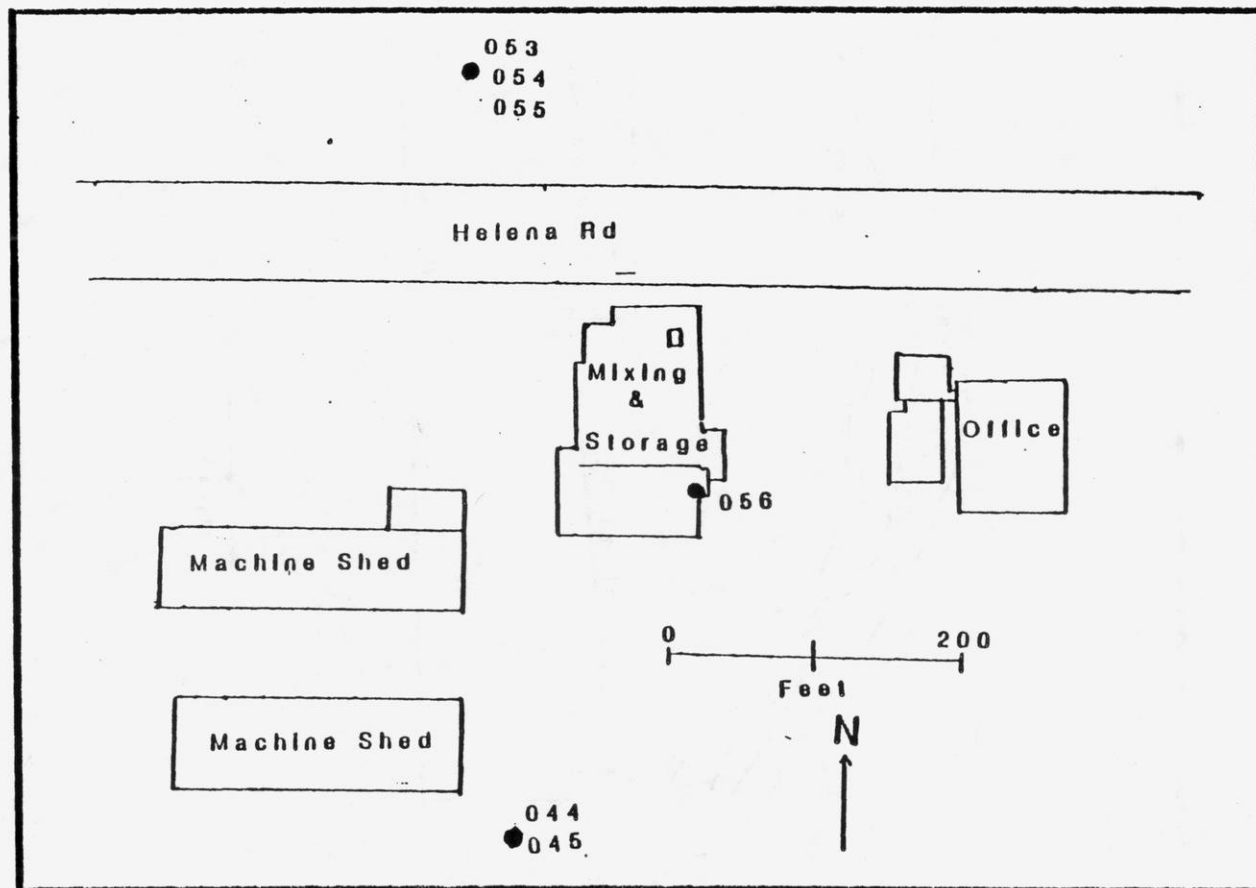 053
054
055
Helena Rd
Mixing
&
Storage
Office
056
Machine Shed
0 200
Feet
N
Machine Shed
044
045